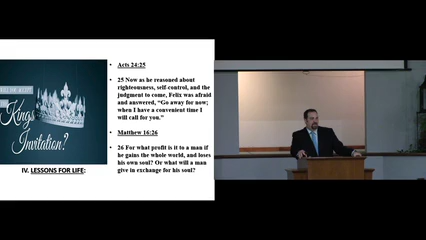 Kings
Invitation?
IV. LESSONS FOR LIFE:
• Acts 24:25
25 Now as he reasoned about
righteousness, self-control, and the
judgment to come, Felix was afraid
and answered, “Go away for now;
when I have a convenient time I
will call for you.”
• Matthew 16:26
26 For what profit is it to a man if
he gains the whole world, and loses
his own soul? Or what will a man
give in exchange for his soul?